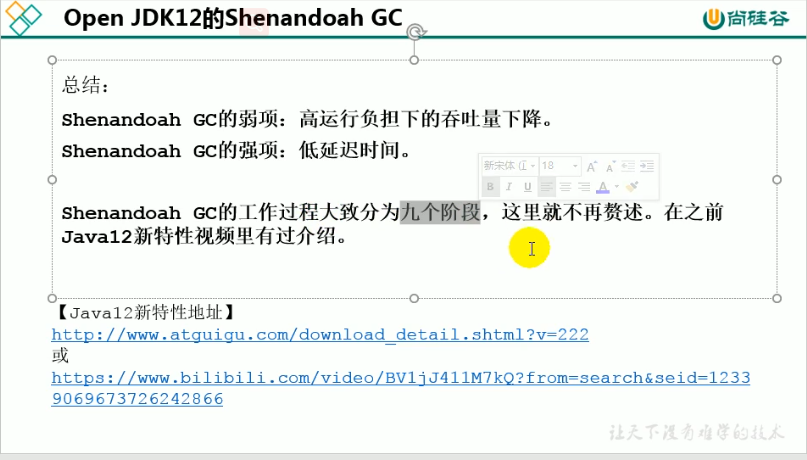 Open JDK12的Shenandoah GC
尚硅谷
总结：
Shenandoah GC的弱项：高运行负担下的吞吐量下降。
Shenandoah GC的强项：低延迟时间。
新宋体 (I 18
B I U A
Shenandoah GC的工作过程大致分为九个阶段，这里就不再赘述。在之前
Java12新特性视频里有过介绍。
【Java12新特性地址】
http://www.atguigu.com/download_detail.shtml?v=222
或
https://www.bilibili.com/video/BV1jJ411M7kQ?from=search&seid=1233
9069673726242866
让天下没有难学的技术